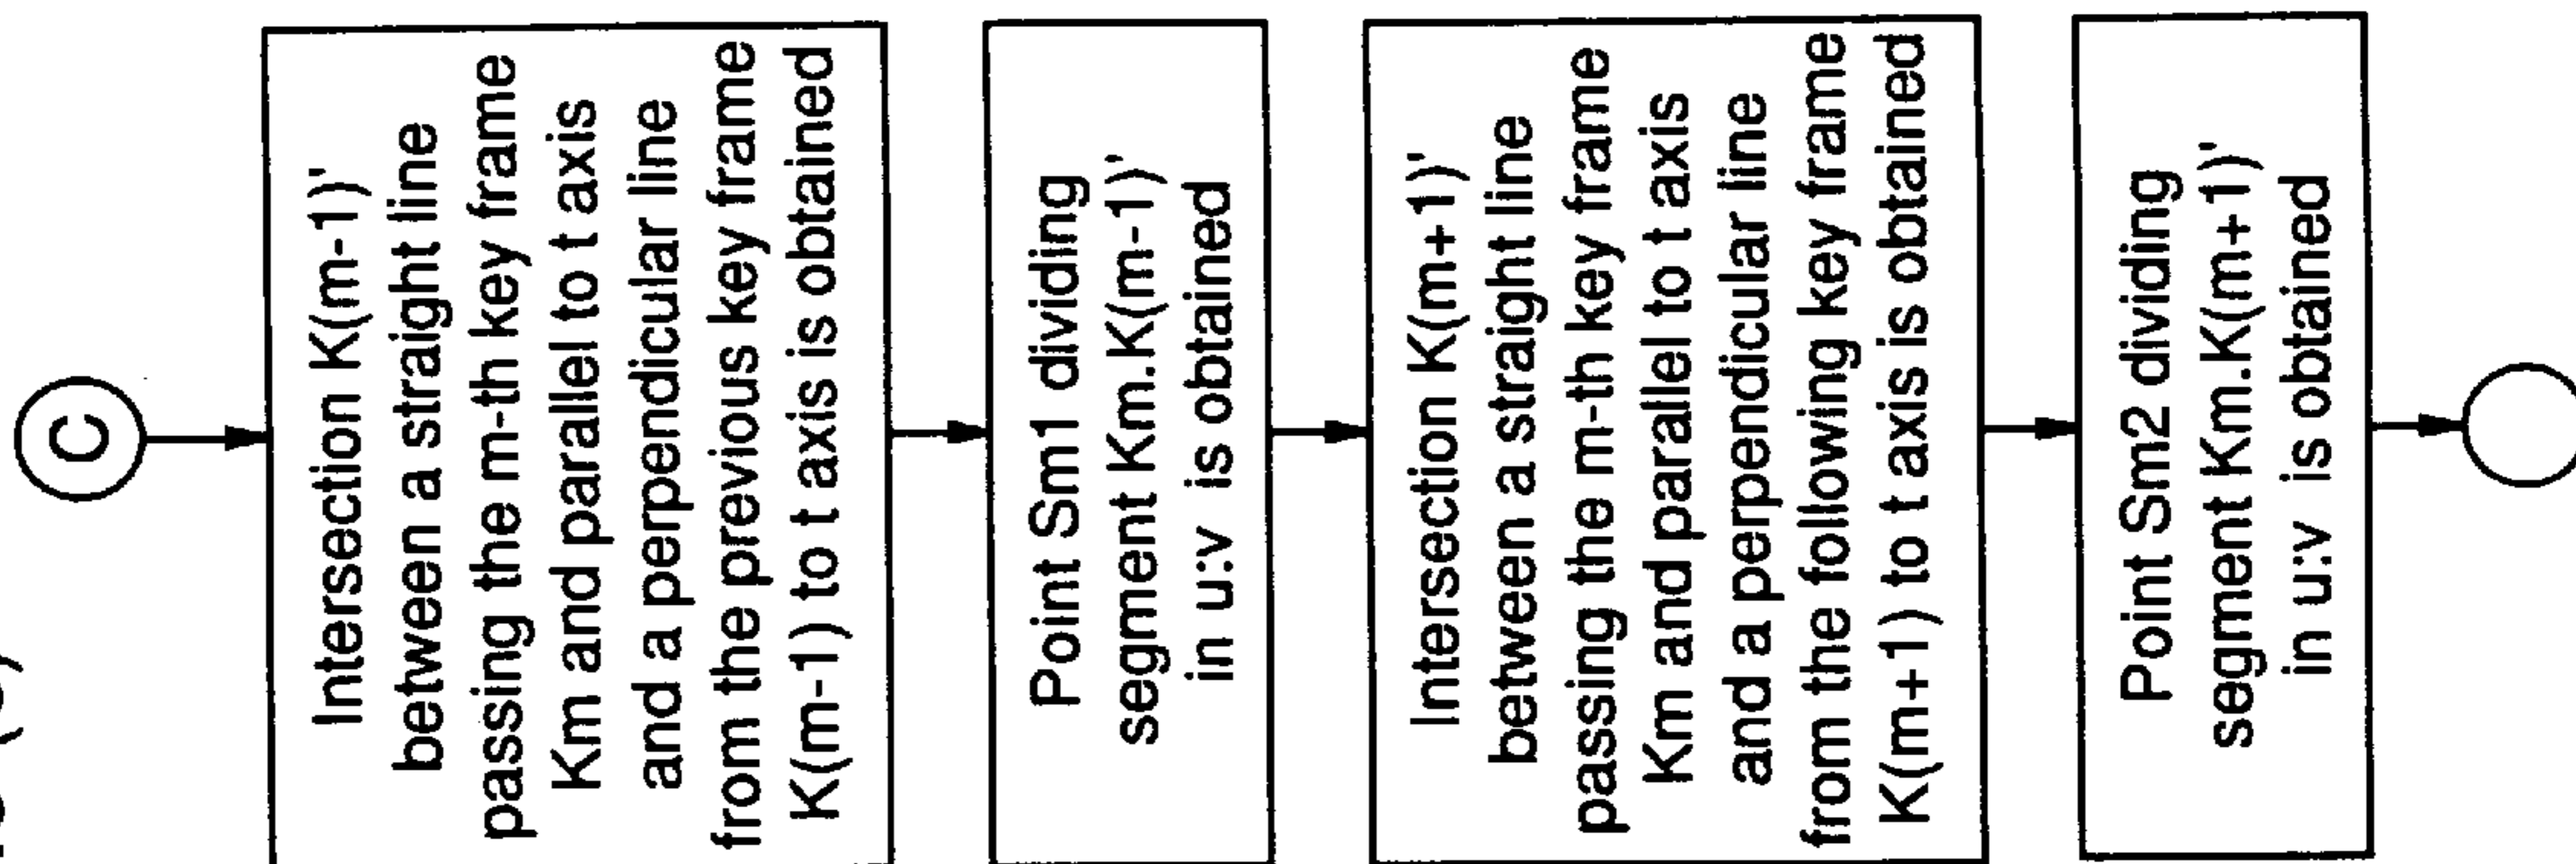 C
Intersection K(m-1)'
between a straight line
passing the m-th key frame
Km and parallel to t axis
and a perpendicular line
from the previous key frame
K(m-1) to t axis is obtained
Point Sm1 dividing
segment Km.K(m-1)'
in u:v is obtained
Intersection K(m+1)'
between a straight line
passing the m-th key frame
Km and parallel to t axis
and a perpendicular line
from the following key frame
K(m+1) to t axis is obtained
Point Sm2 dividing
segment Km.K(m+1)'
in u:v is obtained